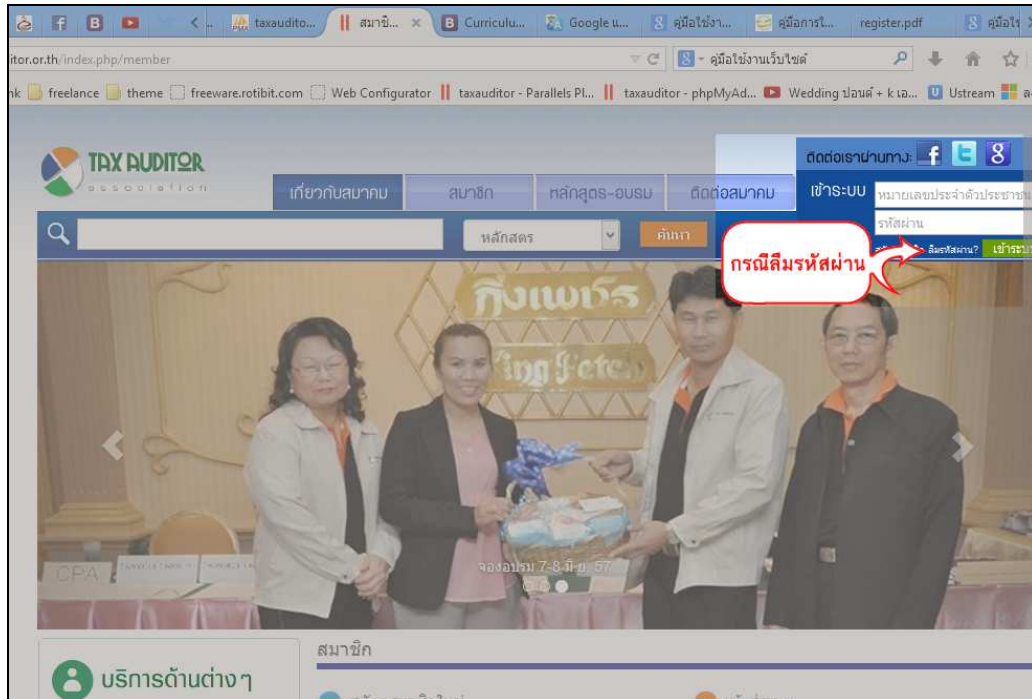 taxaudito...
สมาชิ...
Curriculu...
Google u...
คู่มือใช้งา...
คู่มือการใ...
register.pdf
itor.or.th/index.php/member
คู่มือใช้งานเว็บไซต์
freelance
theme
freeware.rotibit.com
Web Configurator
taxauditor - Parallels Pl...
taxauditor - phpMyAd...
Wedding ปอนด์ + k เอ...
Ustream
TAX AUDITOR
association
ติดต่อเราผ่านทาง:
เกี่ยวกับสมาคม
สมาชิก
หลักสูตร-อบรม
ติดต่อสมาคม
เข้าระบบ
หมายเลขประจำตัวประชาชน
รหัสผ่าน
ลืมรหัสผ่าน?
เข้าระบบ
หลักสูตร
ค้นหา
กรณีลืมรหัสผ่าน
กิ่งเพชร
King Petch
CPA
จองอบรม 7-8 มิ.ย. 57
สมาชิก
บริการด้านต่างๆ